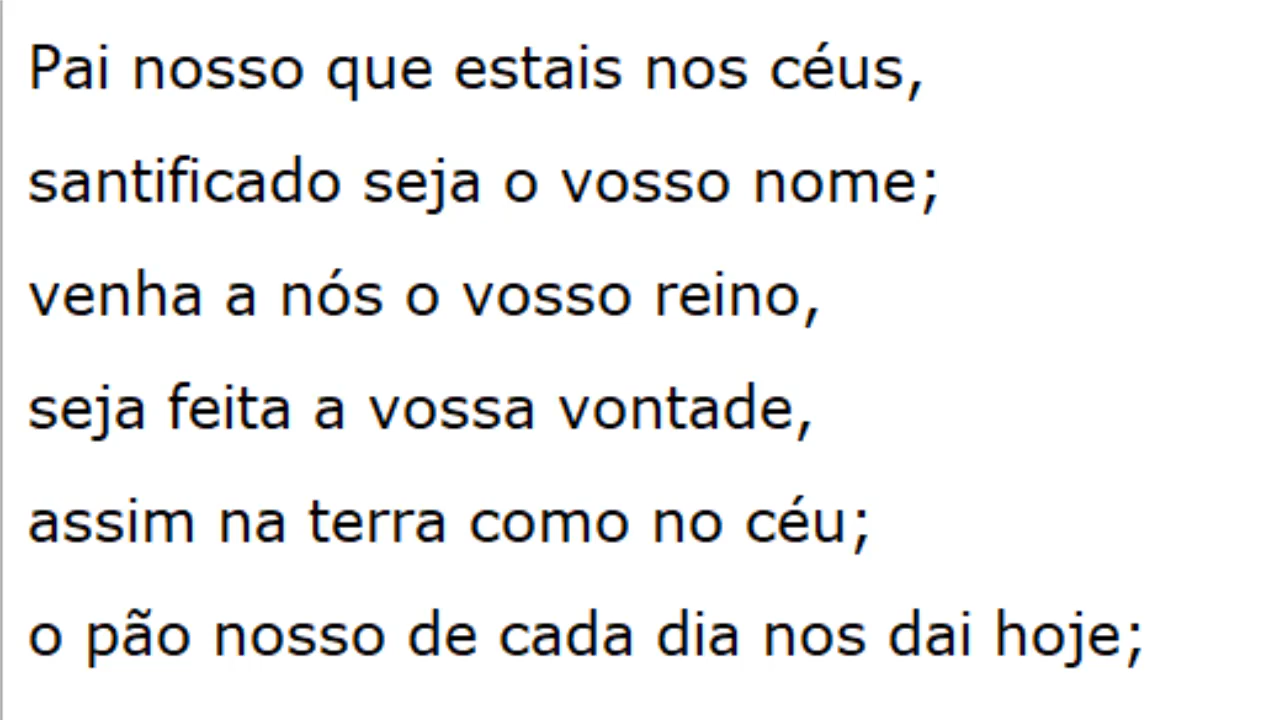 Pai nosso que estais nos céus,
santificado seja o vosso nome;
venha a nós o vosso reino,
seja feita a vossa vontade,
assim na terra como no céu;
o pão nosso de cada dia nos dai hoje;